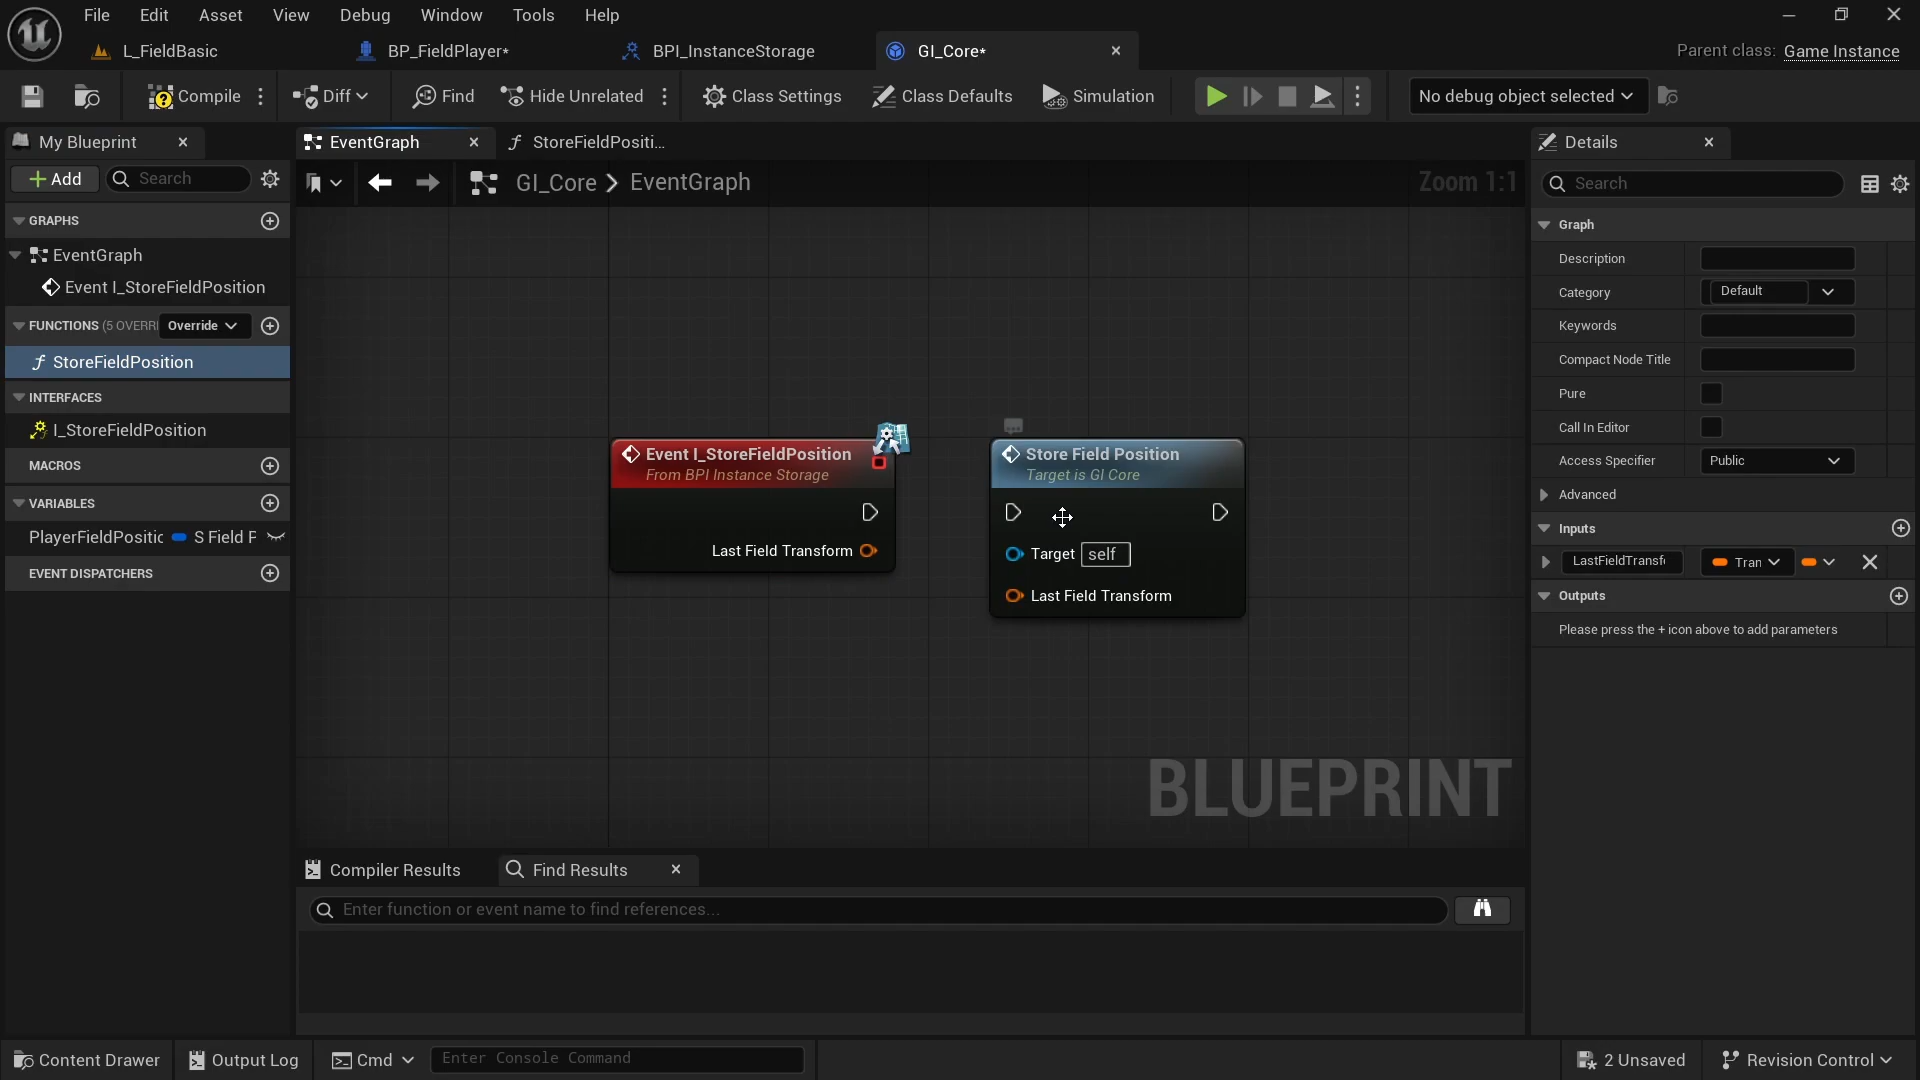 File Edit Asset View Debug Window Tools Help
L_FieldBasic BP_FieldPlayer* BPI_InstanceStorage GI_Core* Parent class: Game Instance
Compile Diff Find Hide Unrelated Class Settings Class Defaults Simulation No debug object selected
My Blueprint EventGraph StoreFieldPositi... Details
Add Search GI_Core EventGraph Zoom 1:1 Search
GRAPHS
EventGraph
Event I_StoreFieldPosition
FUNCTIONS (5 OVERRI Override
StoreFieldPosition
INTERFACES
I_StoreFieldPosition
MACROS
VARIABLES
PlayerFieldPositic S Field P
EVENT DISPATCHERS
Event I_StoreFieldPosition
From BPI Instance Storage
Last Field Transform
Store Field Position
Target is GI Core
Target self
Last Field Transform
BLUEPRINT
Graph
Description
Category Default
Keywords
Compact Node Title
Pure
Call In Editor
Access Specifier Public
Advanced
Inputs
LastFieldTransf Tran
Outputs
Please press the + icon above to add parameters
Compiler Results Find Results
Enter function or event name to find references...
Content Drawer Output Log Cmd Enter Console Command 2 Unsaved Revision Control